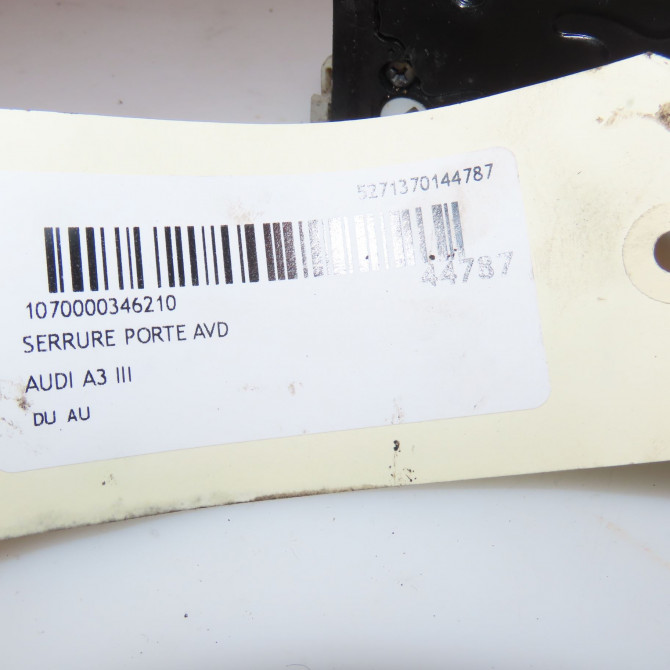 5271370144787
44787
1070000346210
SERRURE PORTE AVD
AUDI A3 III
DU AU